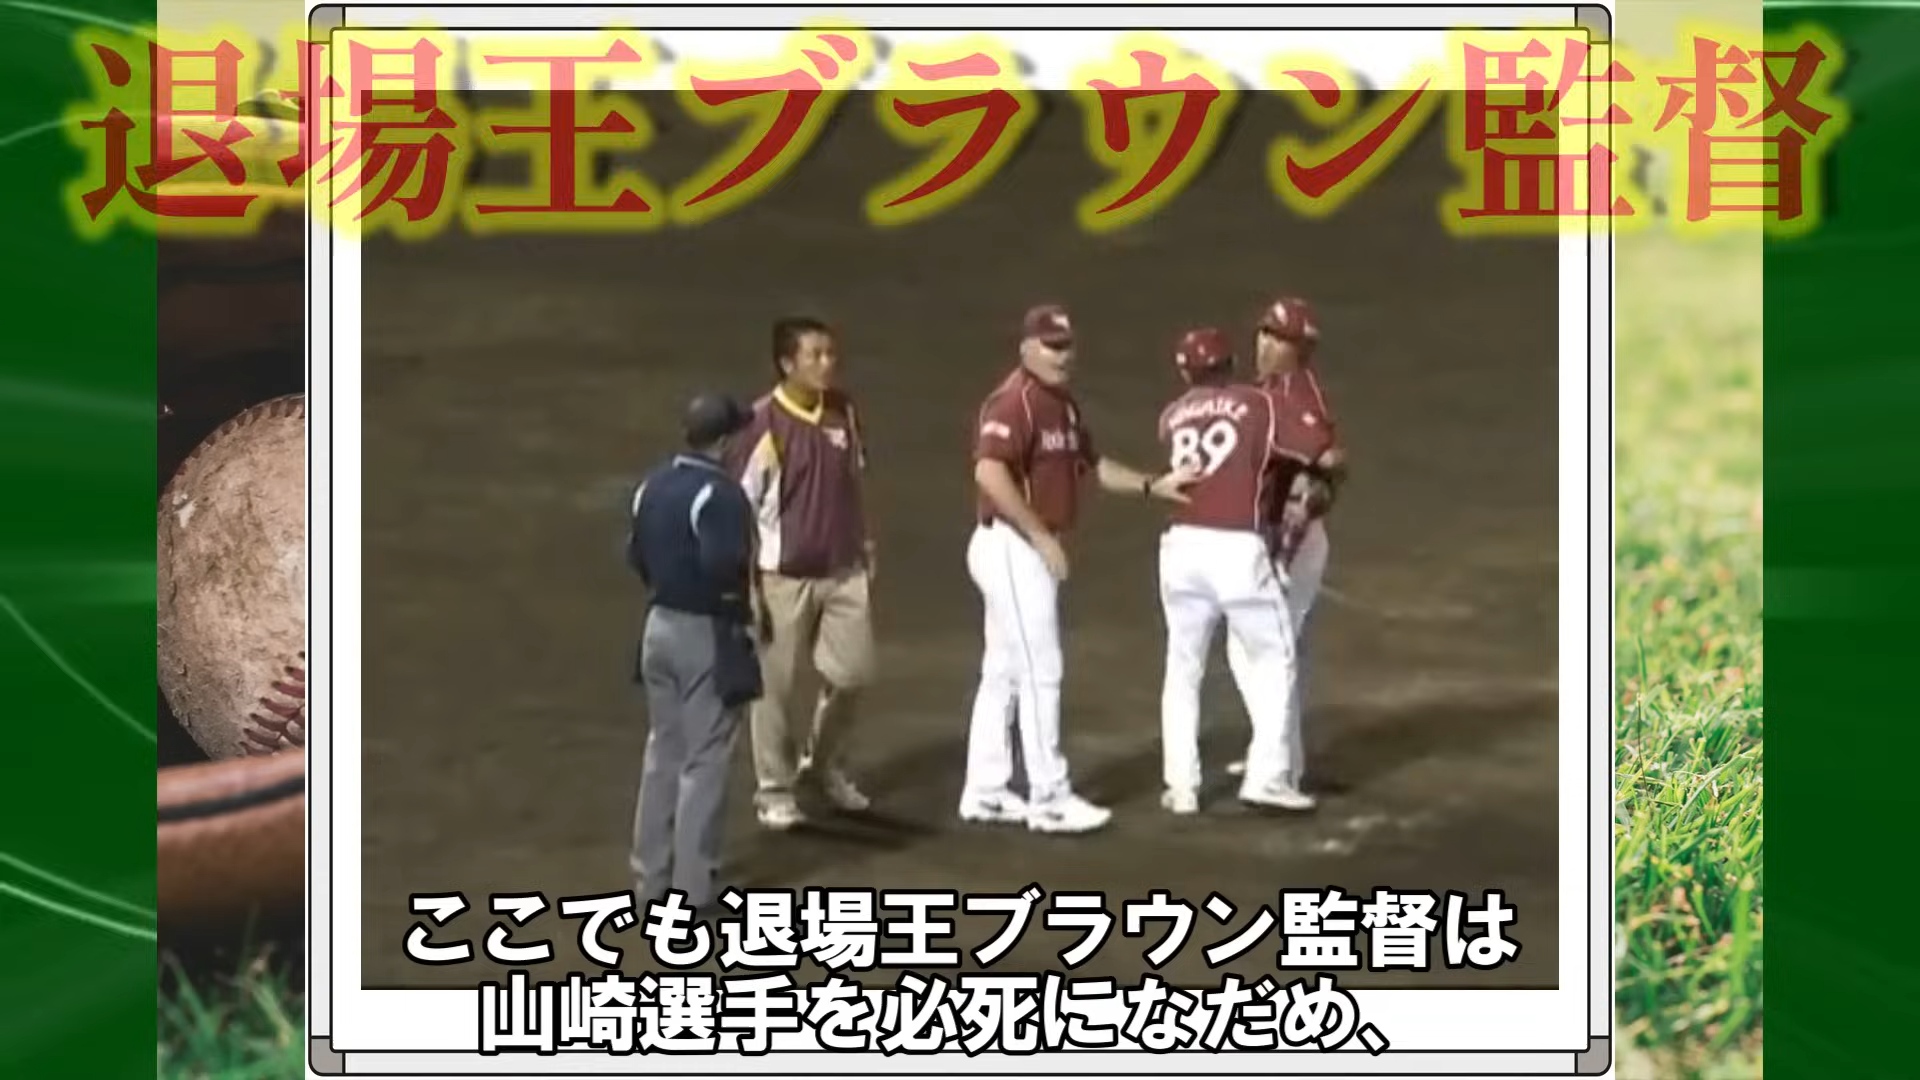 退場王ブラウン監督
89
ここでも退場王ブラウン監督は
山崎選手を必死になだめ、